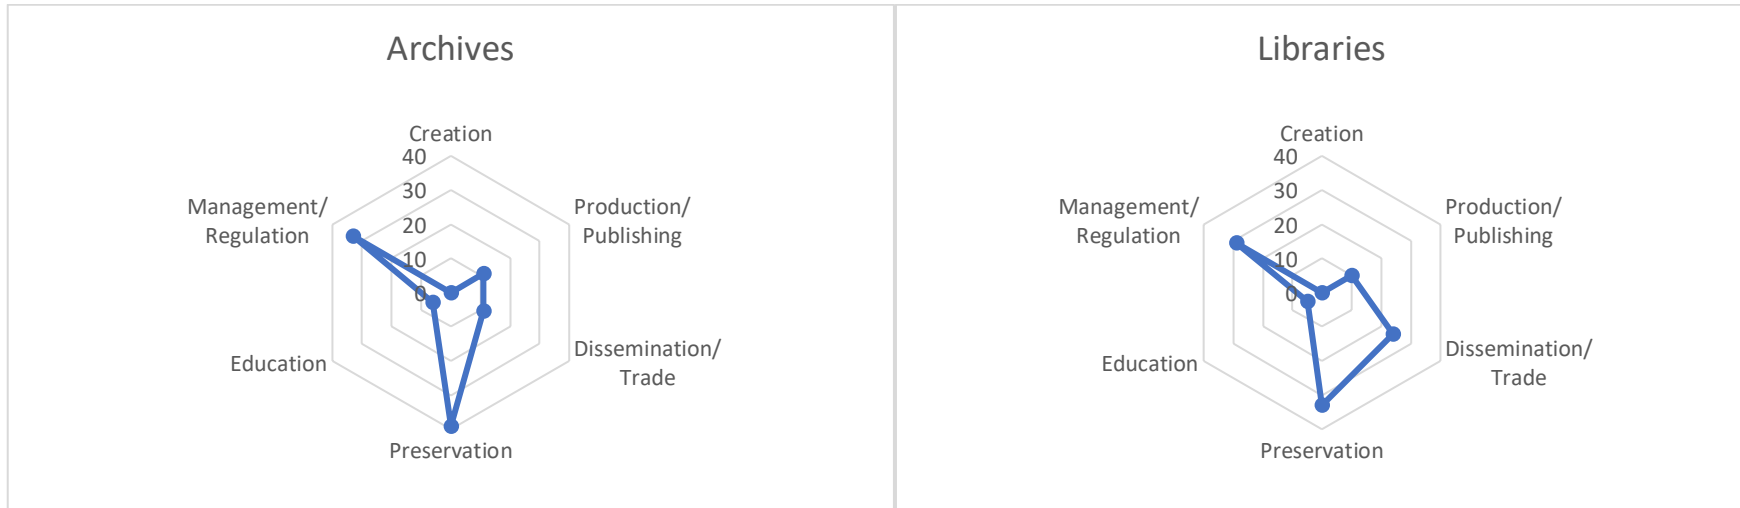 Archives
Creation
40
30
20
10
0
Management/
Regulation
Production/
Publishing
Education
Dissemination/
Trade
Preservation
Libraries
Creation
40
30
20
10
0
Management/
Regulation
Production/
Publishing
Education
Dissemination/
Trade
Preservation